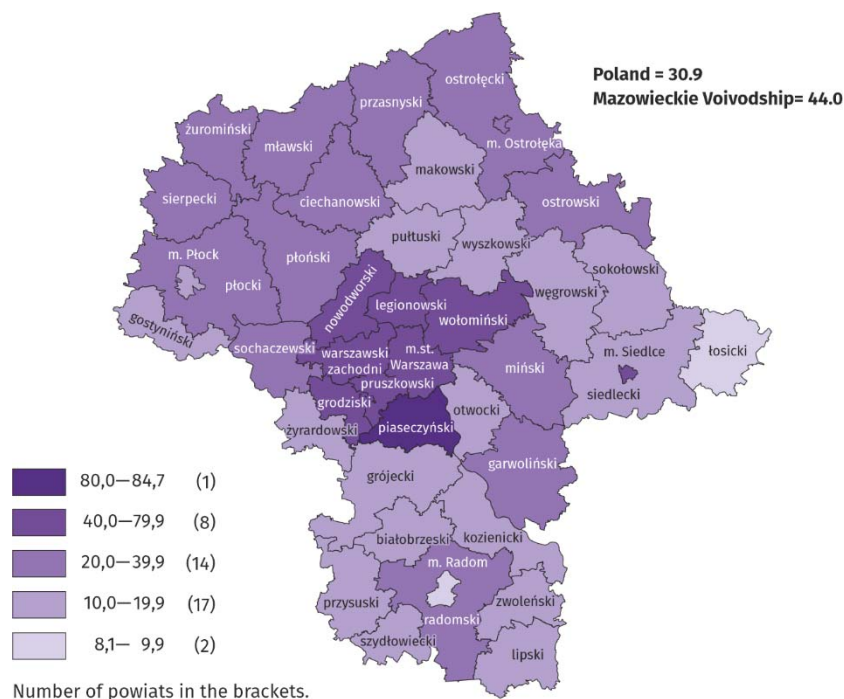 Poland = 30.9
Mazowieckie Voivodship= 44.0
ostrołęcki
przasnyski
żuromiński
mławski
m. Ostrołęka
makowski
sierpecki
ciechanowski
ostrowski
pułtuski
wyszkowski
m. Płock
płoński
sokołowski
płocki
węgrowski
nowodworski
legionowski
wołomiński
gostyniński
sochaczewski
warszawski
zachodni
m.st.
Warszawa
m. Siedlce
łosicki
miński
pruszkowski
siedlecki
grodziski
otwocki
żyrardowski
piaseczyński
garwoliński
grójecki
80,0—84,7 (1)
40,0—79,9 (8)
20,0—39,9 (14)
10,0—19,9 (17)
8,1— 9,9 (2)
białobrzeski
kozienicki
m. Radom
przysuski
zwoleński
radomski
szydłowiecki
lipski
Number of powiats in the brackets.